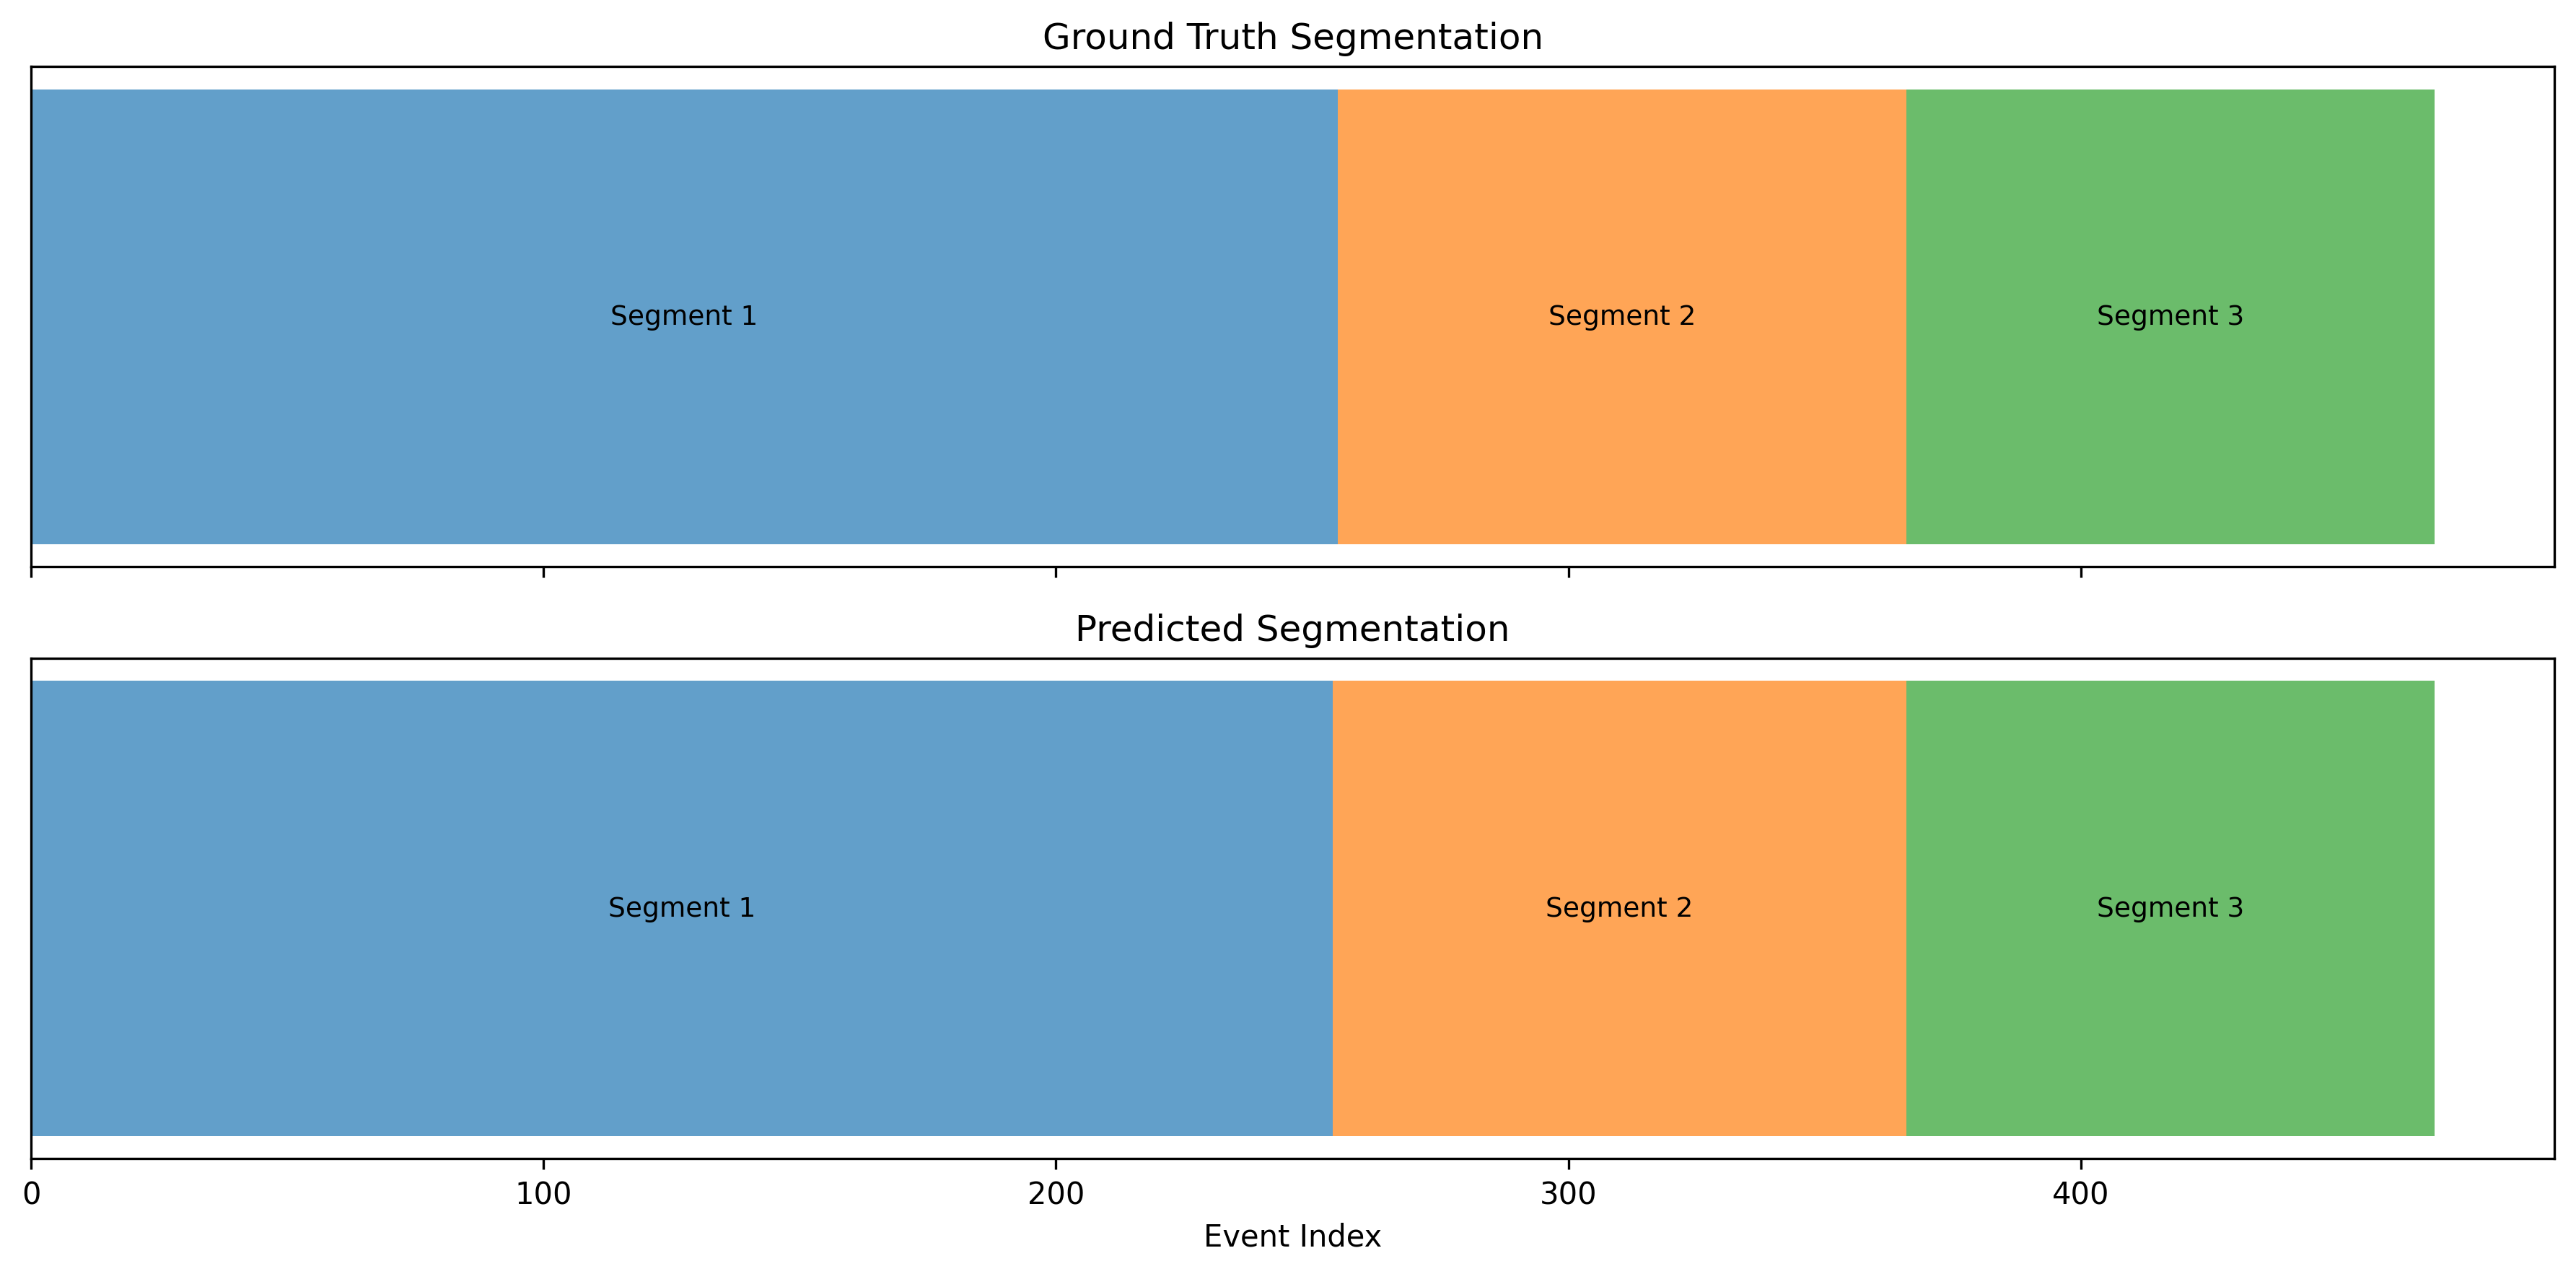 Ground Truth Segmentation
Segment 1 Segment 2 Segment 3
Predicted Segmentation
Segment 1 Segment 2 Segment 3
0 100 200 300 400
Event Index